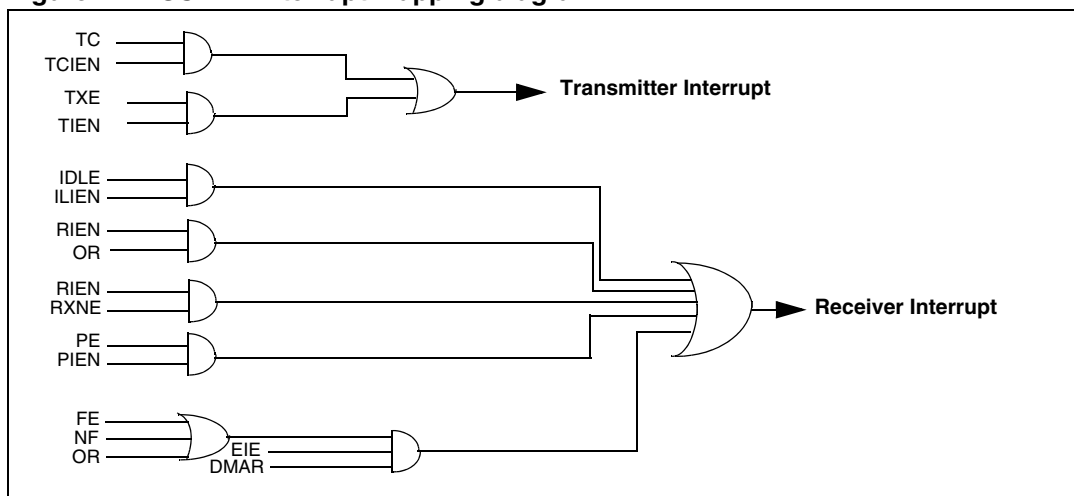 TC
TCIEN
TXE
TIEN
Transmitter Interrupt
IDLE
ILIEN
RIEN
OR
RIEN
RXNE
Receiver Interrupt
PE
PIEN
FE
NF
OR
EIE
DMAR